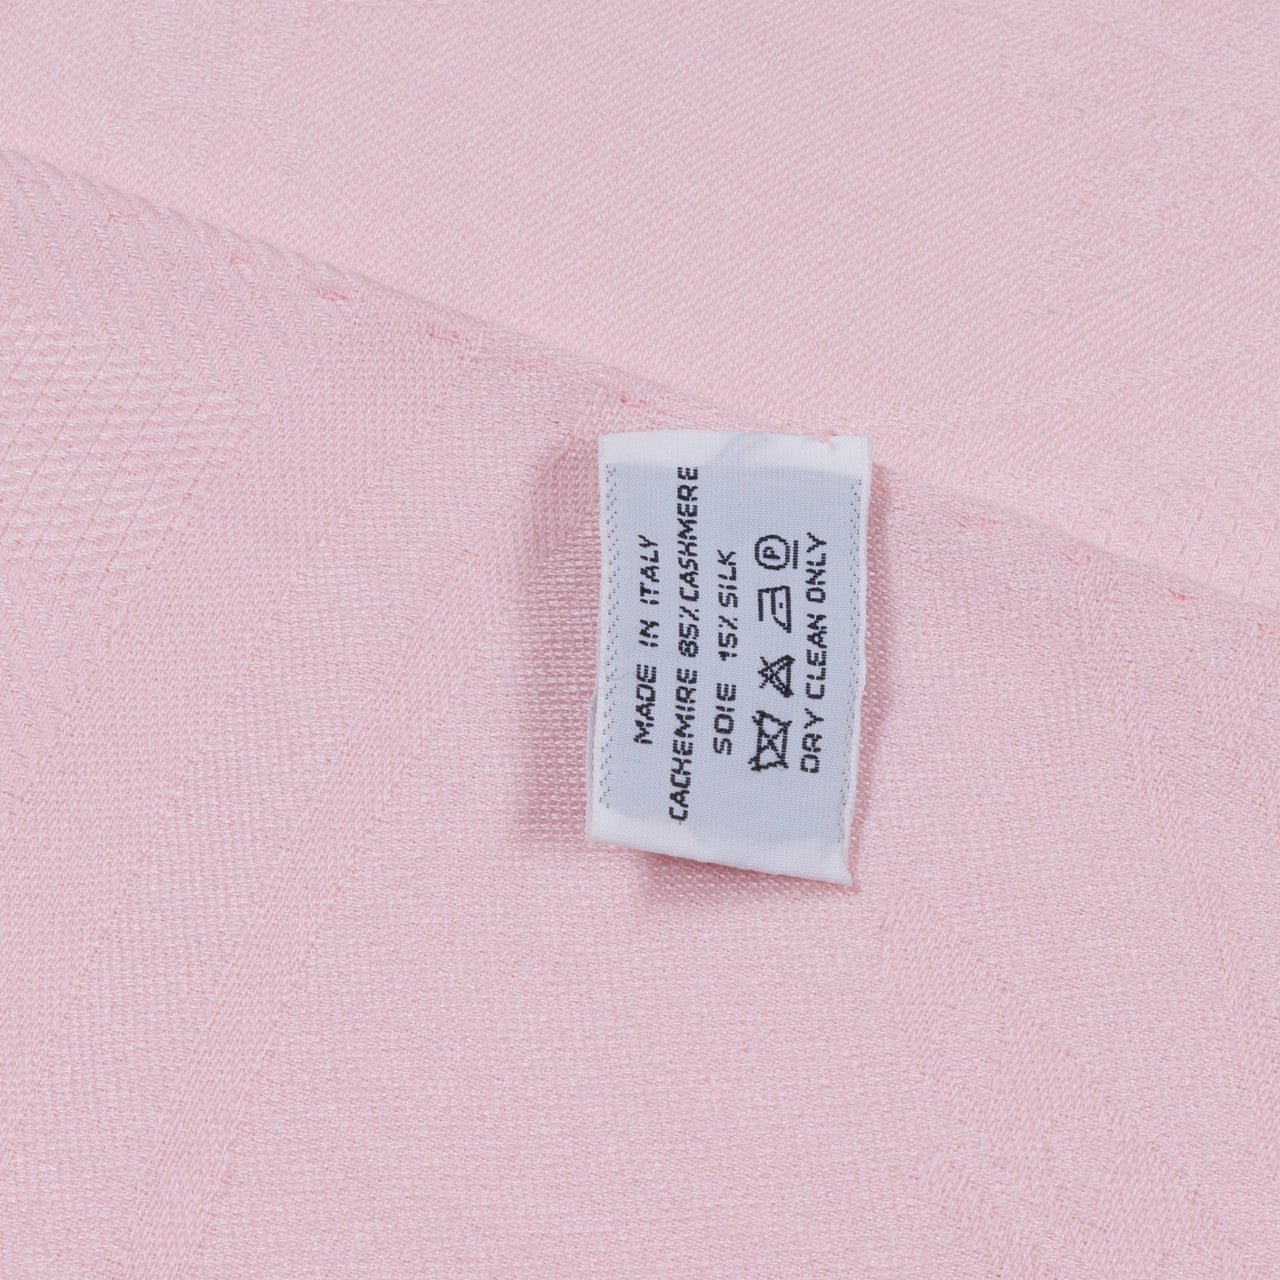 MADE IN ITALY
CACHEMIRE 85% CASHMERE
SOIE 15% SILK
P
DRY CLEAN ONLY